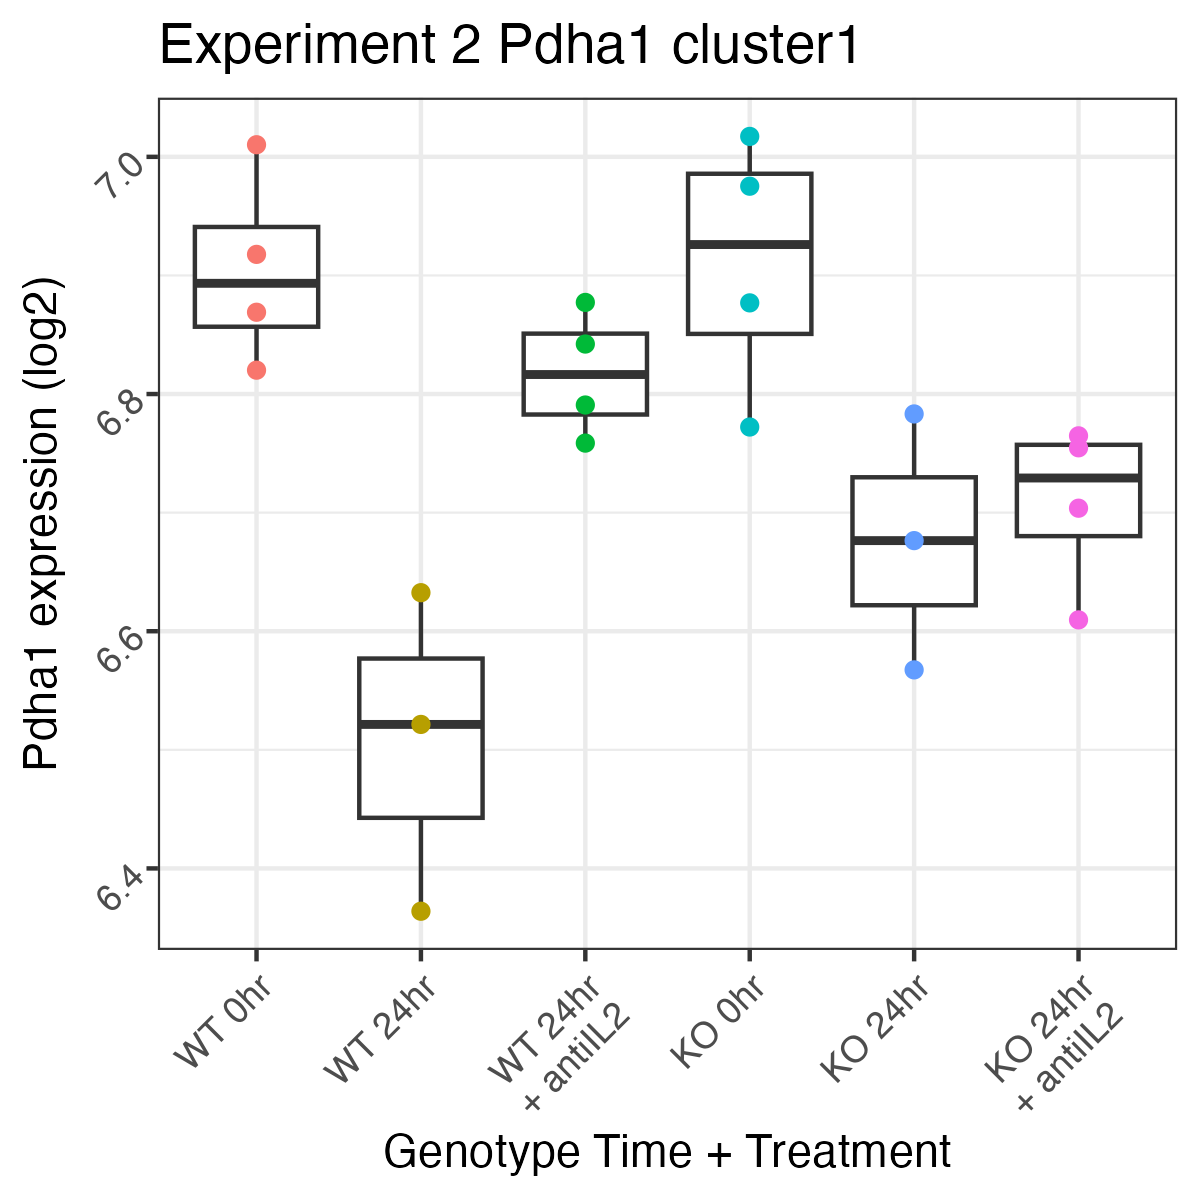 Experiment 2 Pdha1 cluster1
Pdha1 expression (log2)
7.0
6.8
6.6
6.4
WT 0hr
WT 24hr
WT 24hr
+ antiIL2
KO 0hr
KO 24hr
KO 24hr
+ antiIL2
Genotype Time + Treatment